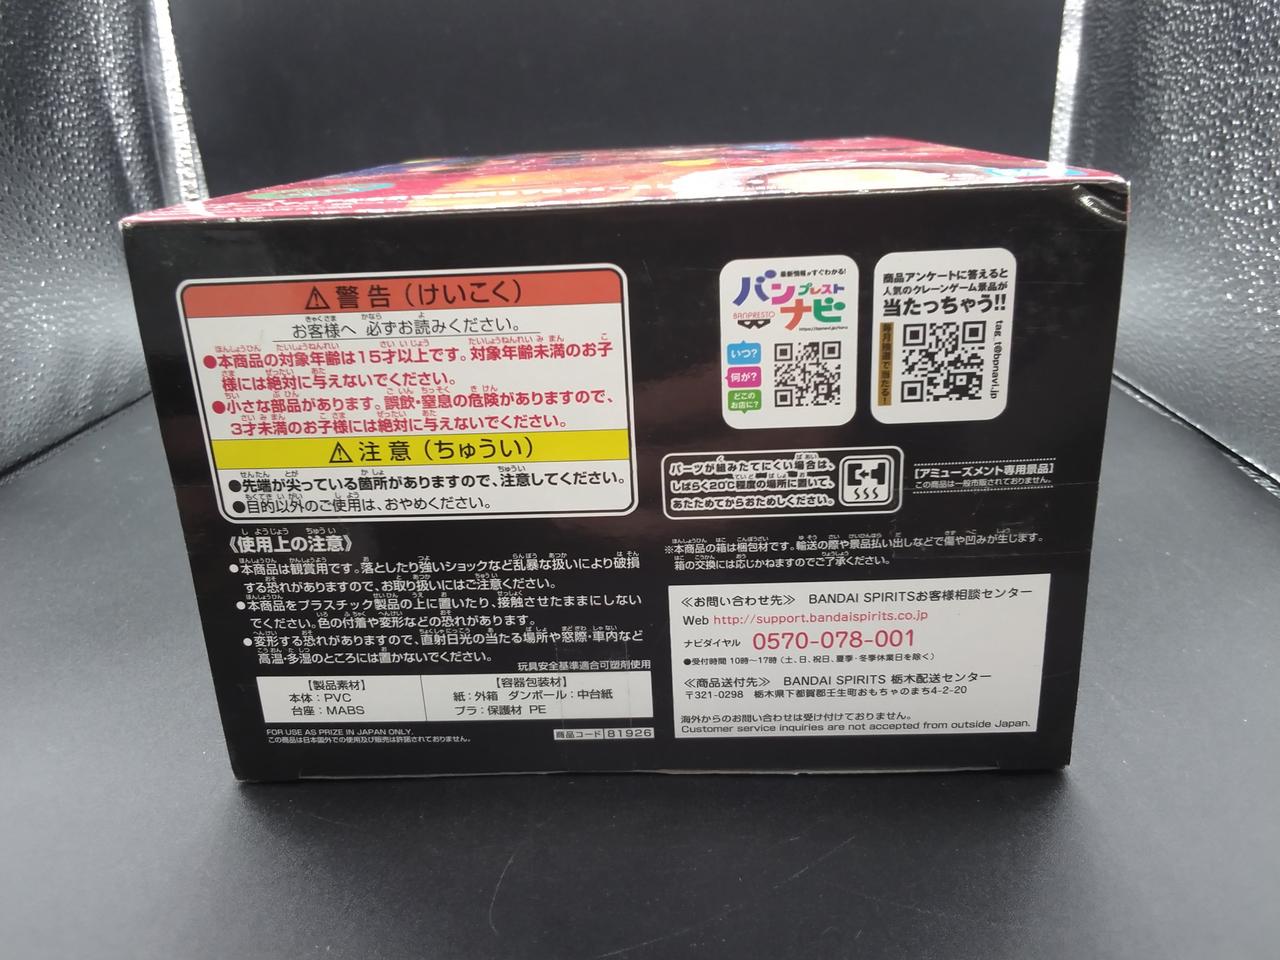 ⚠警告（けいこく）
お客様へ 必ずお読みください。
●本商品の対象年齢は15才以上です。対象年齢未満のお子
様には絶対に与えないでください。
●小さな部品があります。誤飲・窒息の危険がありますので、
3才未満のお子様には絶対に与えないでください。
⚠注意（ちゅうい）
●先端が尖っている箇所がありますので、注意してください。
●目的以外のご使用は、おやめください。
《使用上の注意》
●本商品は観賞用です。落としたり強いショックなど乱暴な扱いにより破損
する恐れがありますので、お取り扱いにはご注意ください。
●本商品をプラスチック製品の上に置いたり、接触させたままにしない
でください。色の付着や変形などの恐れがあります。
●変形する恐れがありますので、直射日光の当たる場所や窓際・車内など
高温・多湿のところには置かないでください。
玩具安全基準適合可塑剤使用
【製品素材】
本体：PVC
台座：MABS
【容器包装材】
紙：外箱 ダンボール：中台紙
プラ：保護材 PE
FOR USE AS PRIZE IN JAPAN ONLY.
この商品は日本国外での使用及び販売は許諾されておりません。
商品コード 81926
最新情報がすぐわかる!
バンプレストナビ
BANPRESTO
いつ?
何が?
どこのお店に?
商品アンケートに答えると
人気のクレーンゲーム景品が
当たっちゃう!!
毎月抽選で当たる!
パーツが組みたてにくい場合は、
しばらく20℃程度の場所に置いて、
あたためてからおためしください。
【アミューズメント専用景品】
この商品は一般市販されておりません。
※本商品の箱は梱包材です。輸送の際や景品払い出しなどで傷や凹みが生じます。
箱の交換には応じかねますのでご了承ください。
≪お問い合わせ先≫ BANDAI SPIRITSお客様相談センター
Web http://support.bandaispirits.co.jp
ナビダイヤル 0570-078-001
●受付時間 10時～17時（土、日、祝日、夏季・冬季休業日を除く）
≪商品送付先≫ BANDAI SPIRITS 栃木配送センター
〒321-0298 栃木県下都賀郡壬生町おもちゃのまち4-2-20
海外からのお問い合わせは受け付けておりません。
Customer service inquiries are not accepted from outside Japan.